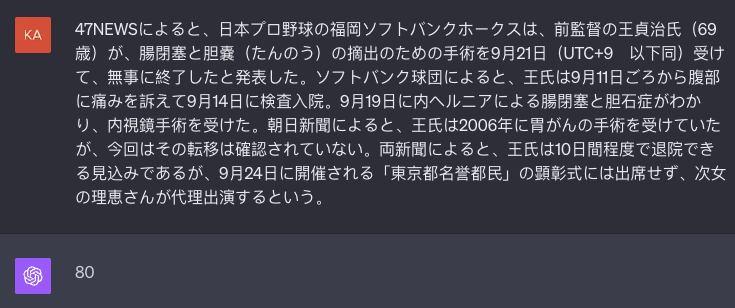 KA
47NEWSによると、日本プロ野球の福岡ソフトバンクホークスは、前監督の王貞治氏（69
歳）が、腸閉塞と胆嚢（たんのう）の摘出のための手術を9月21日（UTC+9　以下同）受け
て、無事に終了したと発表した。ソフトバンク球団によると、王氏は9月11日ごろから腹部
に痛みを訴えて9月14日に検査入院。9月19日に内ヘルニアによる腸閉塞と胆石症がわか
り、内視鏡手術を受けた。朝日新聞によると、王氏は2006年に胃がんの手術を受けていた
が、今回はその転移は確認されていない。両新聞によると、王氏は10日間程度で退院でき
る見込みであるが、9月24日に開催される「東京都名誉都民」の顕彰式には出席せず、次女
の理恵さんが代理出演するという。
80